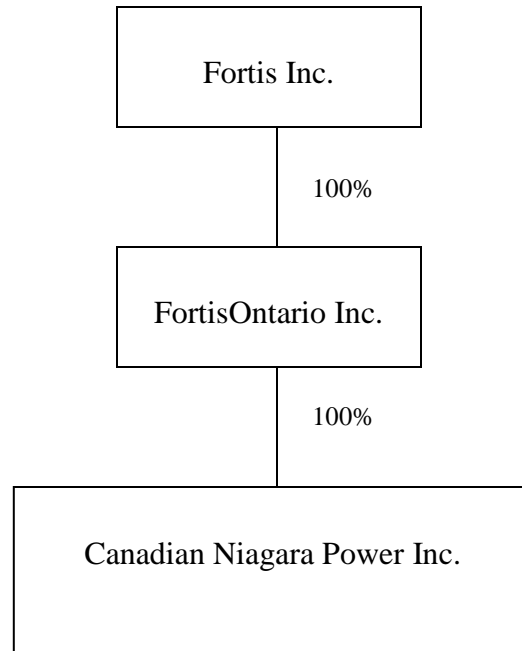 Fortis Inc.
100%
FortisOntario Inc.
100%
Canadian Niagara Power Inc.